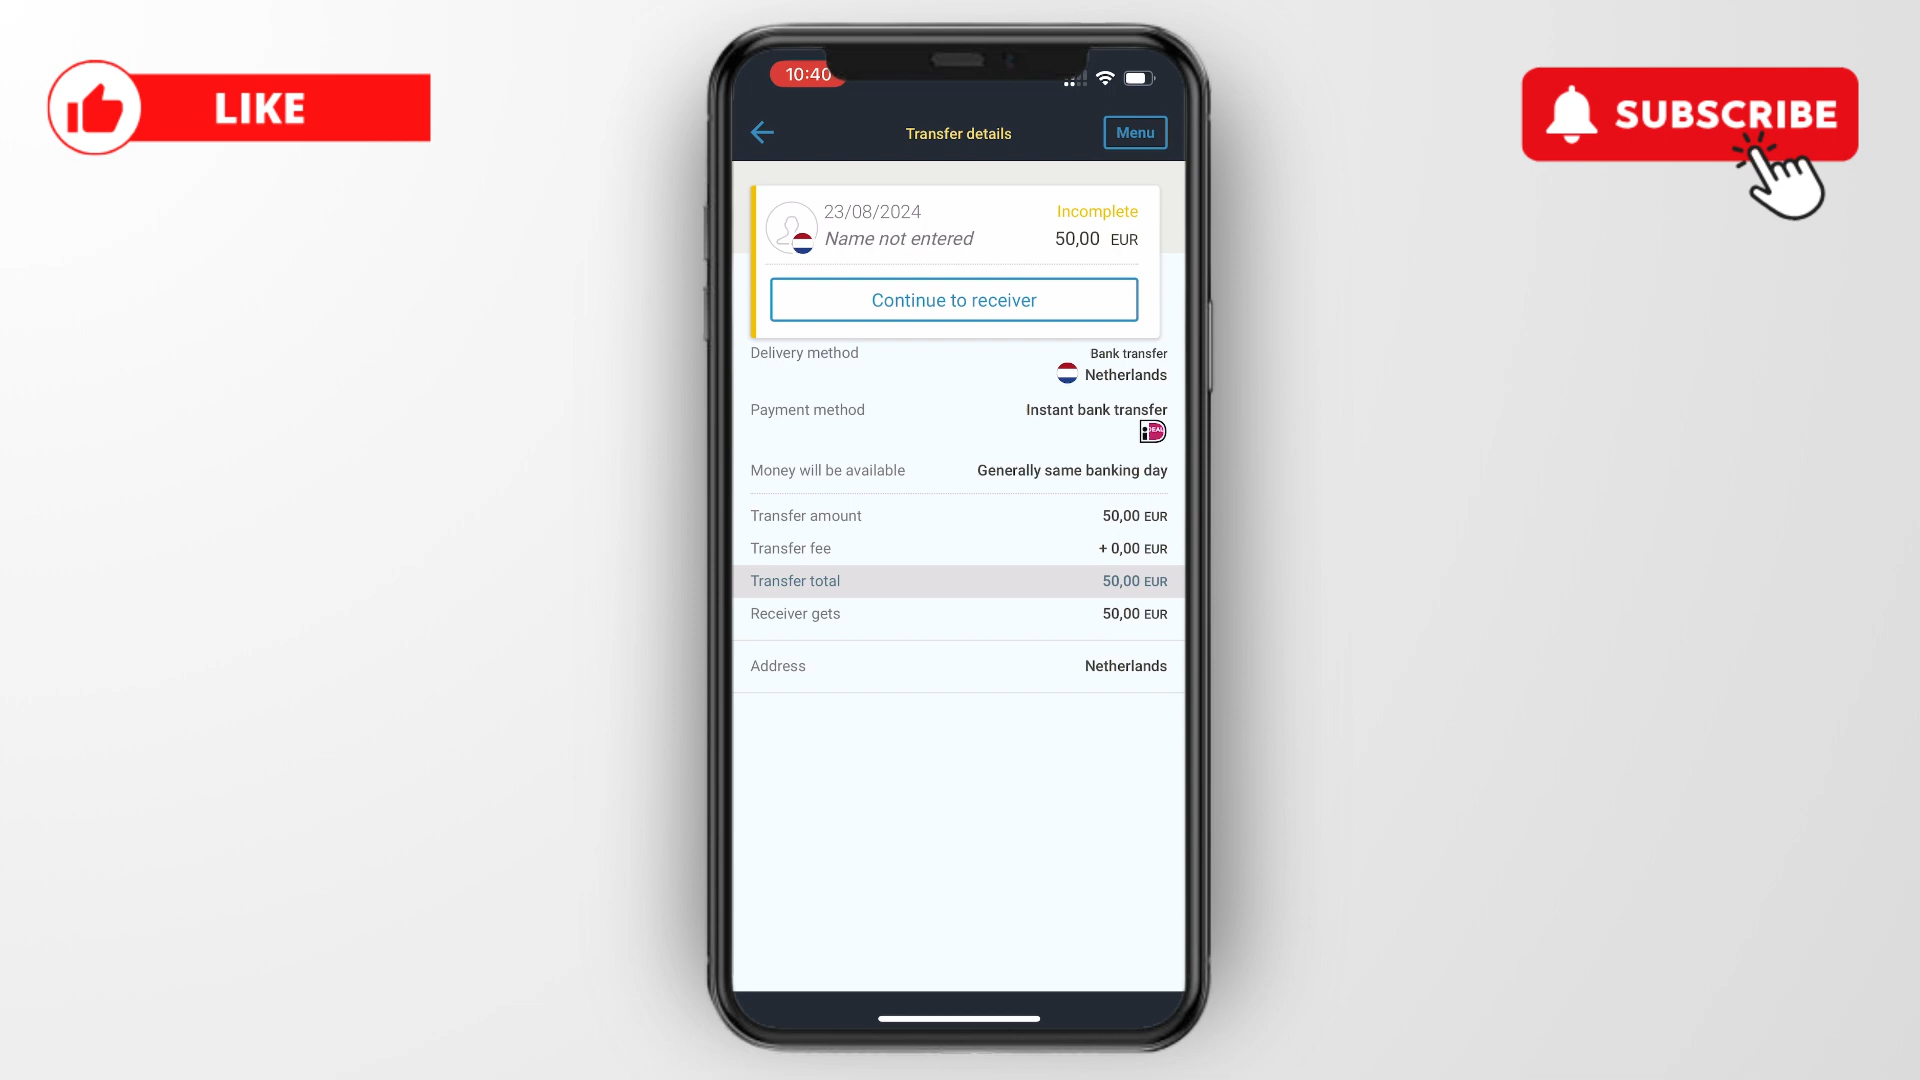 LIKE
SUBSCRIBE
10:40
Transfer details
Menu
23/08/2024
Incomplete
Name not entered
50,00 EUR
Continue to receiver
Delivery method
Bank transfer
Netherlands
Payment method
Instant bank transfer
iDEAL
Money will be available
Generally same banking day
Transfer amount
50,00 EUR
Transfer fee
+ 0,00 EUR
Transfer total
50,00 EUR
Receiver gets
50,00 EUR
Address
Netherlands